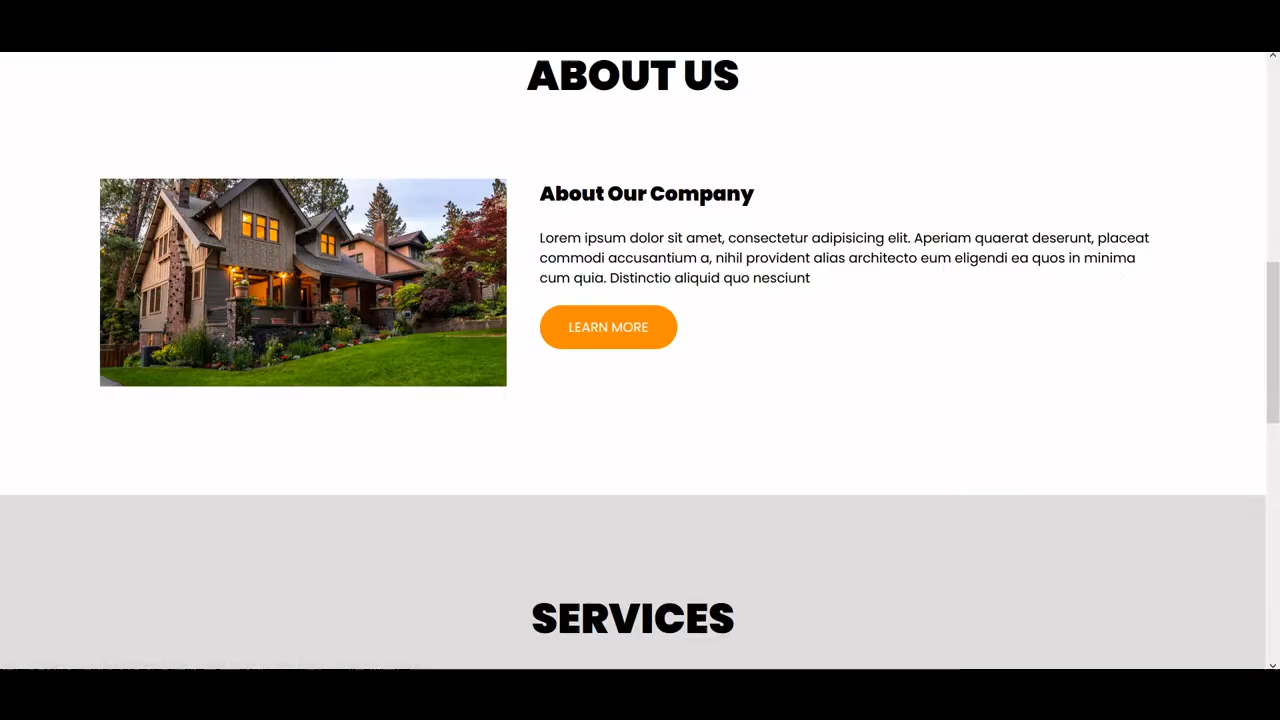 ABOUT US
About Our Company
Lorem ipsum dolor sit amet, consectetur adipisicing elit. Aperiam quaerat deserunt, placeat
commodi accusantium a, nihil provident alias architecto eum eligendi ea quos in minima
cum quia. Distinctio aliquid quo nesciunt
LEARN MORE
SERVICES